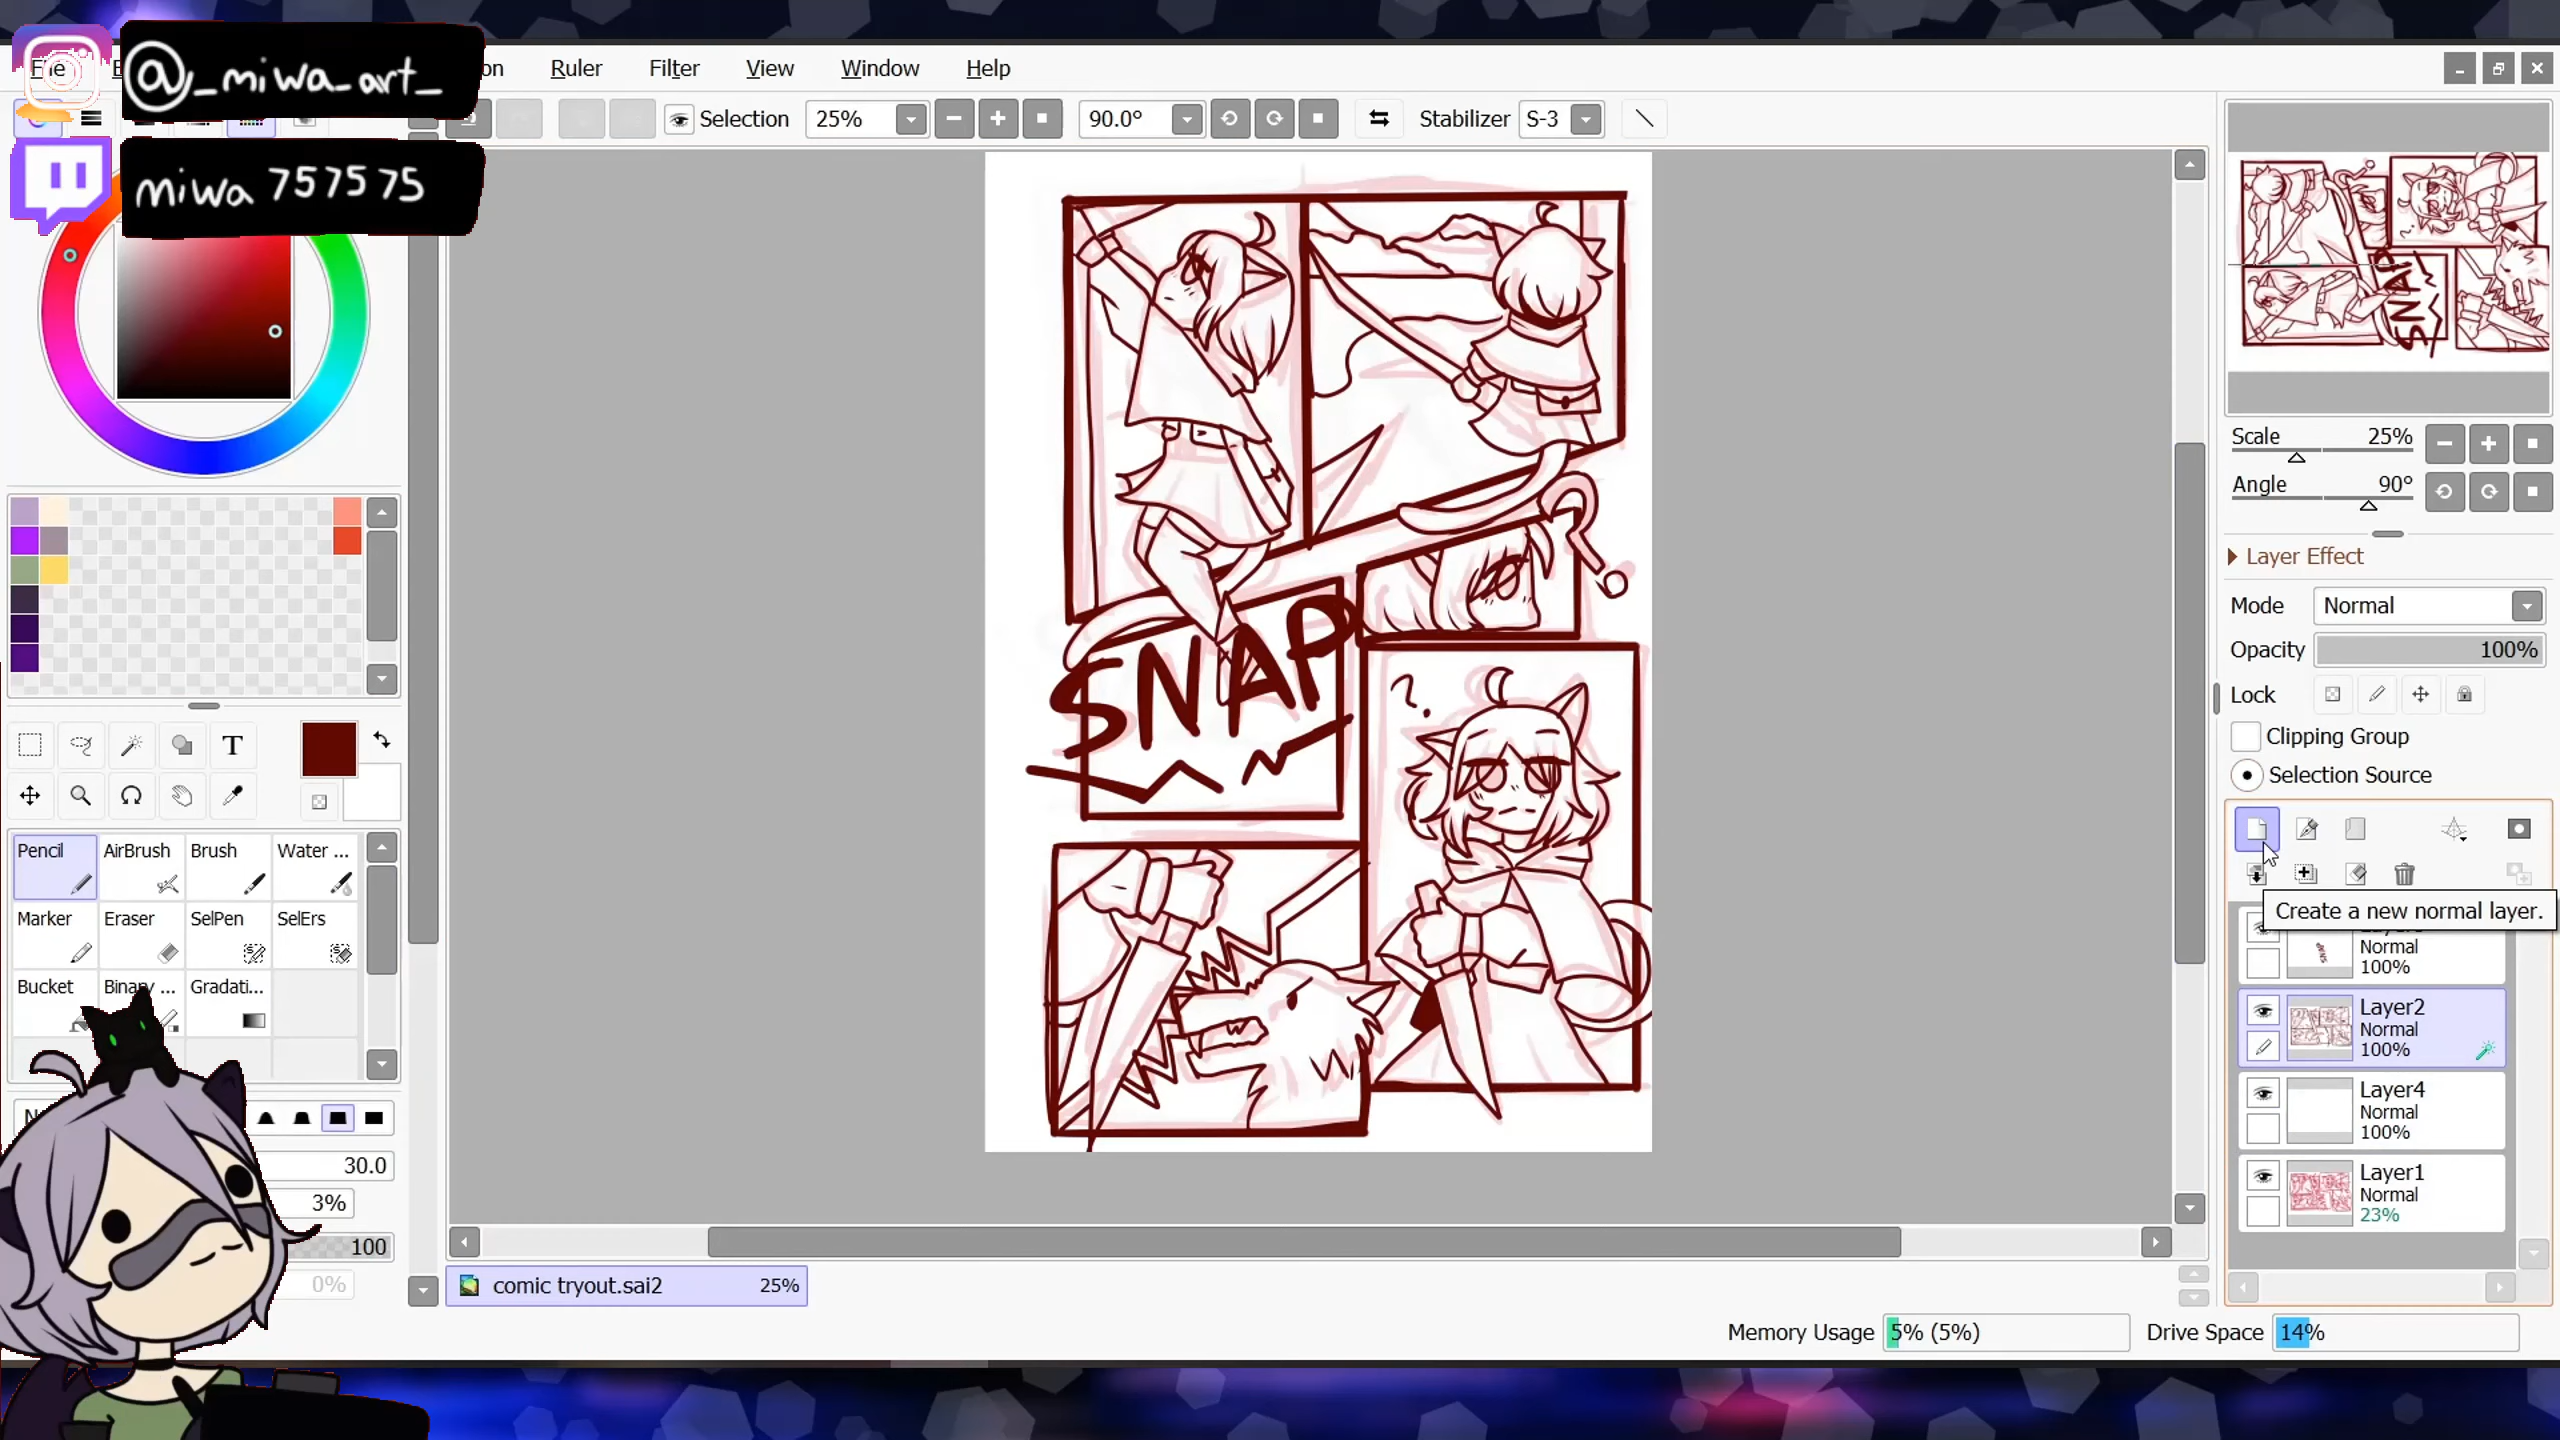 @_miwa_art_
miwa 757575
File
on Ruler Filter View Window Help
Selection 25% 90.0° Stabilizer S-3
Scale 25%
Angle 90°
Layer Effect
Mode Normal
Opacity 100%
Lock
Clipping Group
Selection Source
Create a new normal layer.
Normal
100%
Layer2
Normal
100%
Layer4
Normal
100%
Layer1
Normal
23%
T
Pencil AirBrush Brush Water ...
Marker Eraser SelPen SelErs
Bucket Binary ... Gradati...
30.0
3%
100
0%
SNAP
?
comic tryout.sai2 25%
Memory Usage 5% (5%) Drive Space 14%